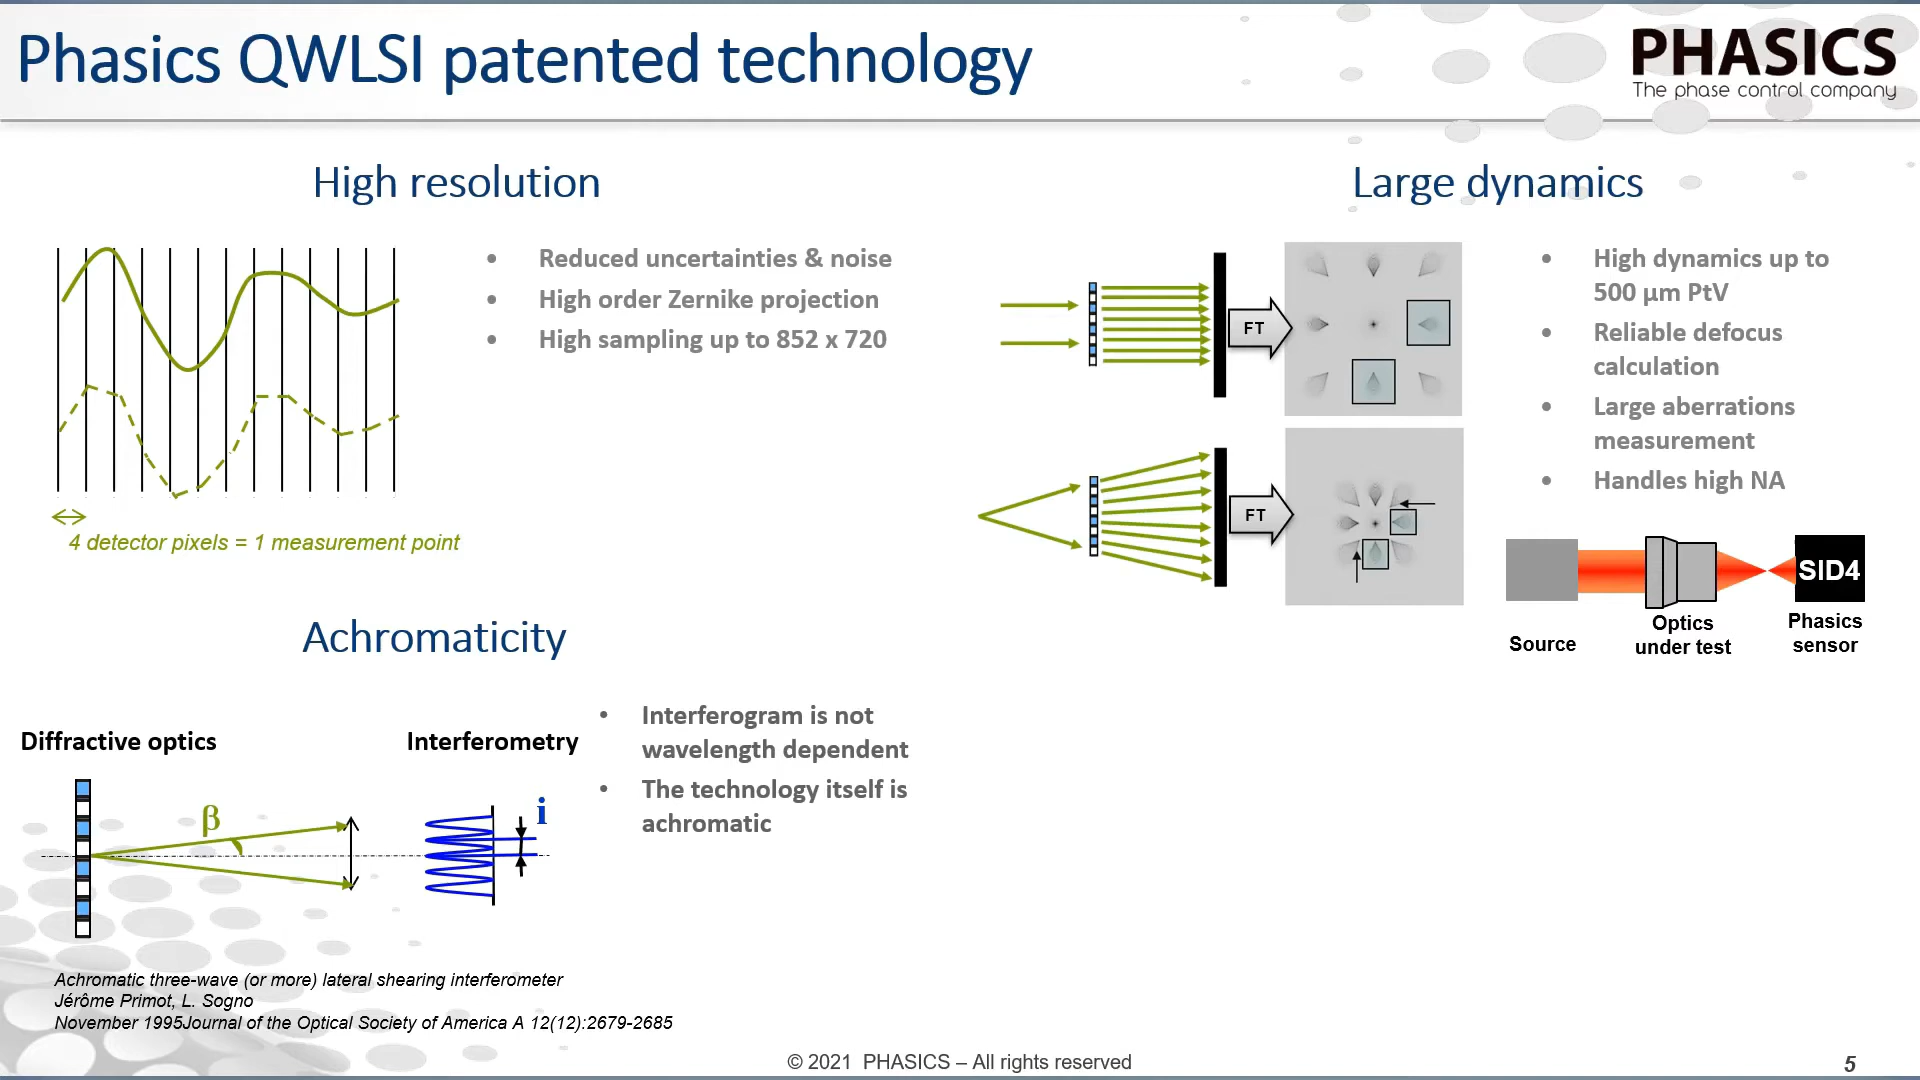 Phasics QWLSI patented technology
PHASICS
The phase control company
High resolution
• Reduced uncertainties & noise
• High order Zernike projection
• High sampling up to 852 x 720
4 detector pixels = 1 measurement point
Large dynamics
FT
FT
• High dynamics up to
500 µm PtV
• Reliable defocus
calculation
• Large aberrations
measurement
• Handles high NA
SID4
Source
Optics
under test
Phasics
sensor
Achromaticity
Diffractive optics
Interferometry
β
i
• Interferogram is not
wavelength dependent
• The technology itself is
achromatic
Achromatic three-wave (or more) lateral shearing interferometer
Jérôme Primot, L. Sogno
November 1995Journal of the Optical Society of America A 12(12):2679-2685
© 2021 PHASICS – All rights reserved
5